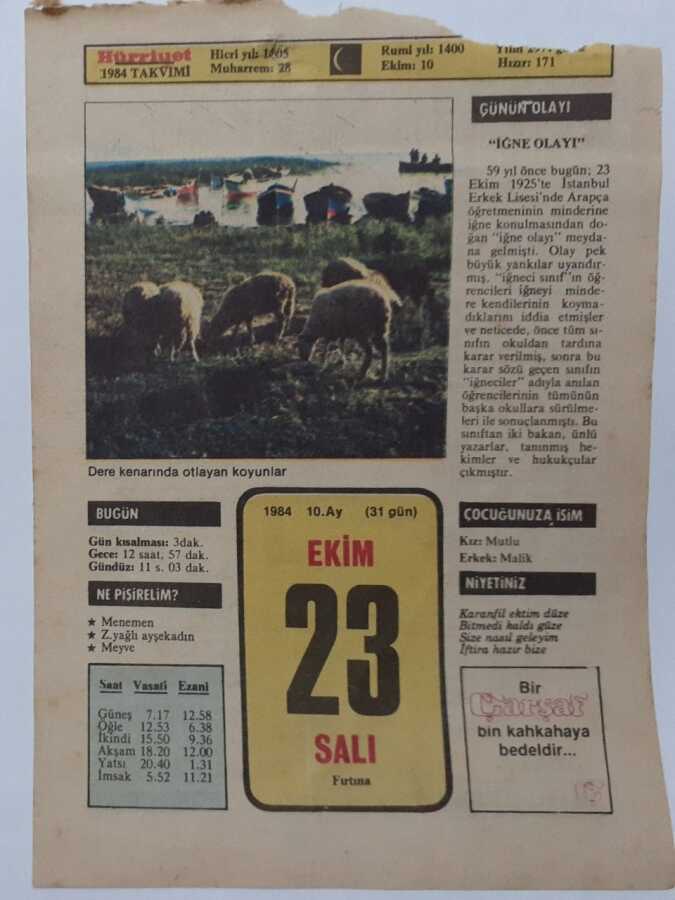 Hürriyet
1984 TAKVİMİ
Hicri yıl: 1405
Muharrem: 28
Rumi yıl: 1400
Ekim: 10
Hızır: 171
GÜNÜN OLAYI
“İĞNE OLAYI”
59 yıl önce bugün; 23
Ekim 1925'te İstanbul
Erkek Lisesi'nde Arapça
öğretmeninin minderine
iğne konulmasından do-
ğan “iğne olayı” meyda-
na gelmişti. Olay pek
büyük yankılar uyandır-
mış, “iğneci sınıf”ın öğ-
rencileri iğneyi minde-
re kendilerinin koyma-
dıklarını iddia etmişler
ve neticede, önce tüm sı-
nıfın okuldan tardına
karar verilmiş, sonra bu
karar sözü geçen sınıfın
“iğneciler” adıyla anılan
öğrencilerinin tümünün
başka okullara sürülme-
leri ile sonuçlanmıştı. Bu
sınıftan iki bakan, ünlü
yazarlar, tanınmış he-
kimler ve hukukçular
çıkmıştır.
Dere kenarında otlayan koyunlar
BUGÜN
Gün kısalması: 3dak.
Gece: 12 saat, 57 dak.
Gündüz: 11 s. 03 dak.
NE PİŞİRELİM?
★ Menemen
★ Z.yağlı ayşekadın
★ Meyve
Saat Vasati Ezani
Güneş 7.17 12.58
Öğle 12.53 6.38
İkindi 15.50 9.36
Akşam 18.20 12.00
Yatsı 20.40 1.31
İmsak 5.52 11.21
1984 10.Ay (31 gün)
EKİM
23
SALI
Fırtına
ÇOCUĞUNUZA İSİM
Kız: Mutlu
Erkek: Malik
NİYETİNİZ
Karanfil ektim düze
Bitmedi kaldı güze
Size nasıl geleyim
İftira hazır bize
Bir
Çarşaf
bin kahkahaya
bedeldir...